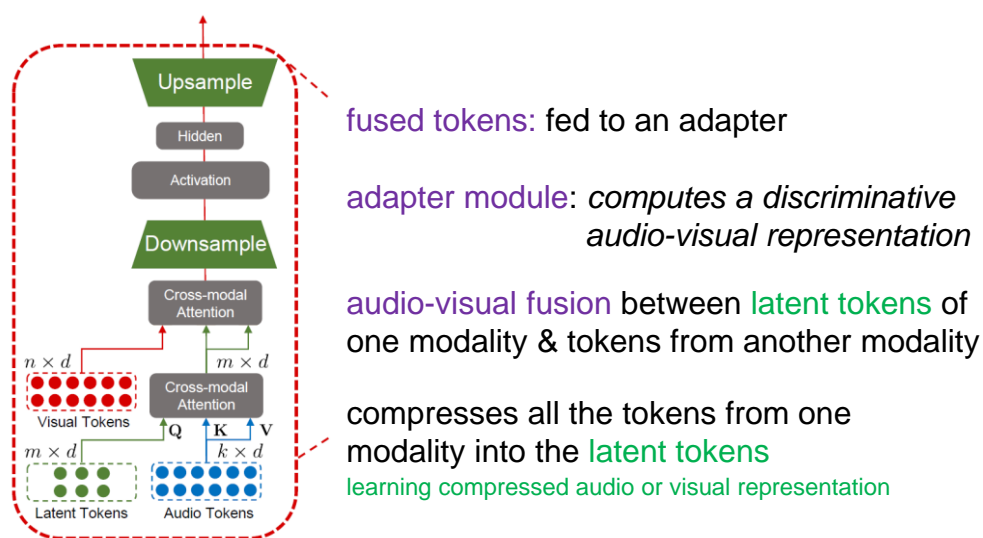 Upsample
Hidden
Activation
Downsample
Cross-modal
Attention
n × d
m × d
Cross-modal
Attention
Visual Tokens
Q
K
V
m × d
k × d
Latent Tokens
Audio Tokens
fused tokens: fed to an adapter
adapter module: computes a discriminative
audio-visual representation
audio-visual fusion between latent tokens of
one modality & tokens from another modality
compresses all the tokens from one
modality into the latent tokens
learning compressed audio or visual representation